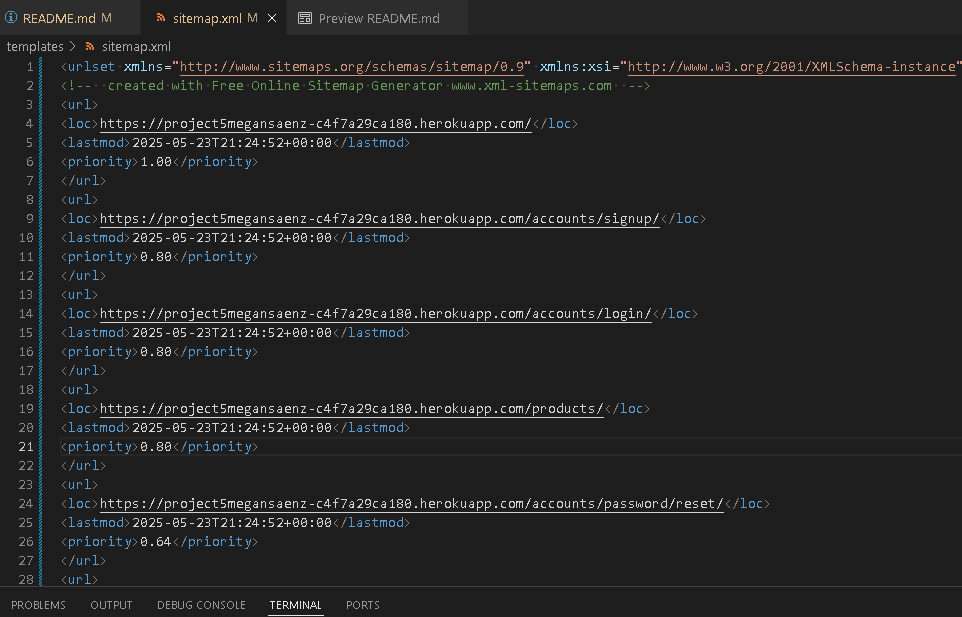 README.md M
sitemap.xml M
Preview README.md
templates > sitemap.xml
1 <urlset xmlns="http://www.sitemaps.org/schemas/sitemap/0.9" xmlns:xsi="http://www.w3.org/2001/XMLSchema-instance"
2 <!-- created with Free Online Sitemap Generator www.xml-sitemaps.com -->
3 <url>
4 <loc>https://project5megansaenz-c4f7a29ca180.herokuapp.com/</loc>
5 <lastmod>2025-05-23T21:24:52+00:00</lastmod>
6 <priority>1.00</priority>
7 </url>
8 <url>
9 <loc>https://project5megansaenz-c4f7a29ca180.herokuapp.com/accounts/signup/</loc>
10 <lastmod>2025-05-23T21:24:52+00:00</lastmod>
11 <priority>0.80</priority>
12 </url>
13 <url>
14 <loc>https://project5megansaenz-c4f7a29ca180.herokuapp.com/accounts/login/</loc>
15 <lastmod>2025-05-23T21:24:52+00:00</lastmod>
16 <priority>0.80</priority>
17 </url>
18 <url>
19 <loc>https://project5megansaenz-c4f7a29ca180.herokuapp.com/products/</loc>
20 <lastmod>2025-05-23T21:24:52+00:00</lastmod>
21 <priority>0.80</priority>
22 </url>
23 <url>
24 <loc>https://project5megansaenz-c4f7a29ca180.herokuapp.com/accounts/password/reset/</loc>
25 <lastmod>2025-05-23T21:24:52+00:00</lastmod>
26 <priority>0.64</priority>
27 </url>
28 <url>
PROBLEMS OUTPUT DEBUG CONSOLE TERMINAL PORTS